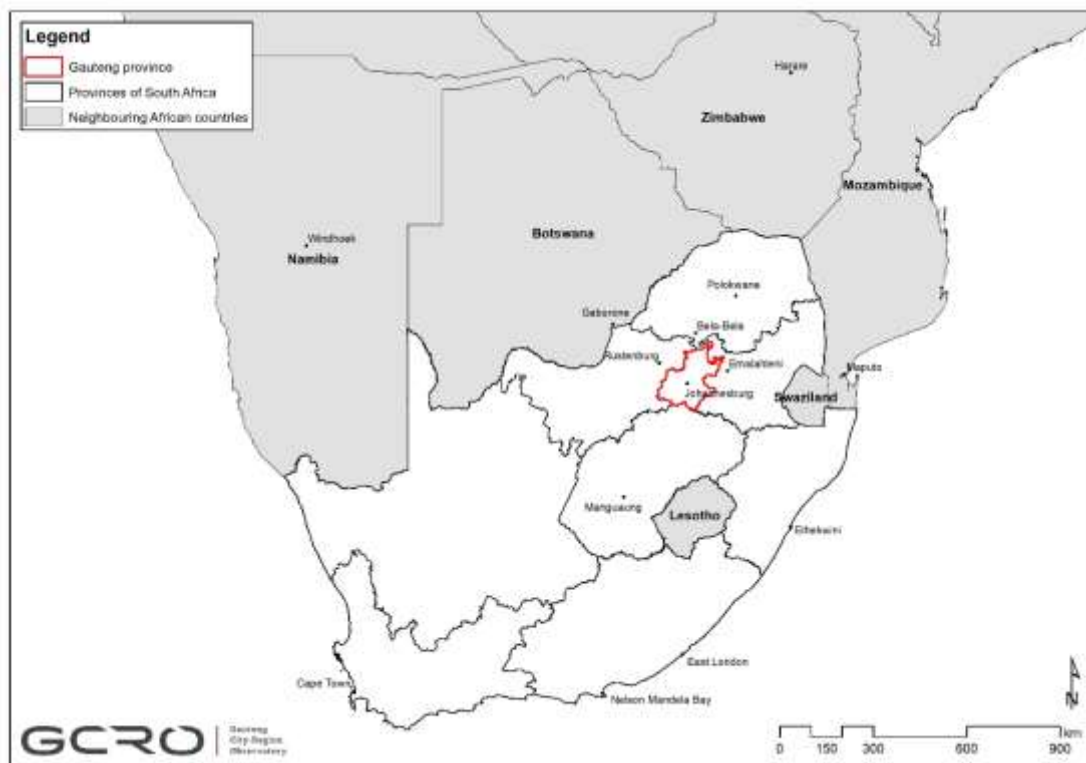 Legend
Gauteng province
Provinces of South Africa
Neighbouring African countries
Harare
Zimbabwe
Mozambique
Windhoek
Namibia
Botswana
Polokwane
Gaborone
Bela-Bela
Rustenburg
Emalahleni
Maputo
Johannesburg
Swaziland
Manguaung
Lesotho
Ethekwini
East London
Cape Town
Nelson Mandela Bay
N
GCRO
Gauteng
City-Region
Observatory
km
0 150 300 600 900